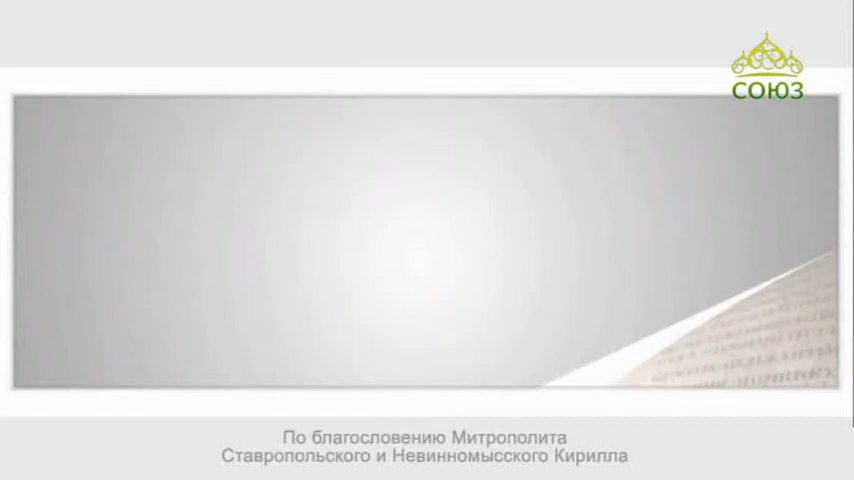 СОЮЗ
По благословению Митрополита
Ставропольского и Невинномысского Кирилла